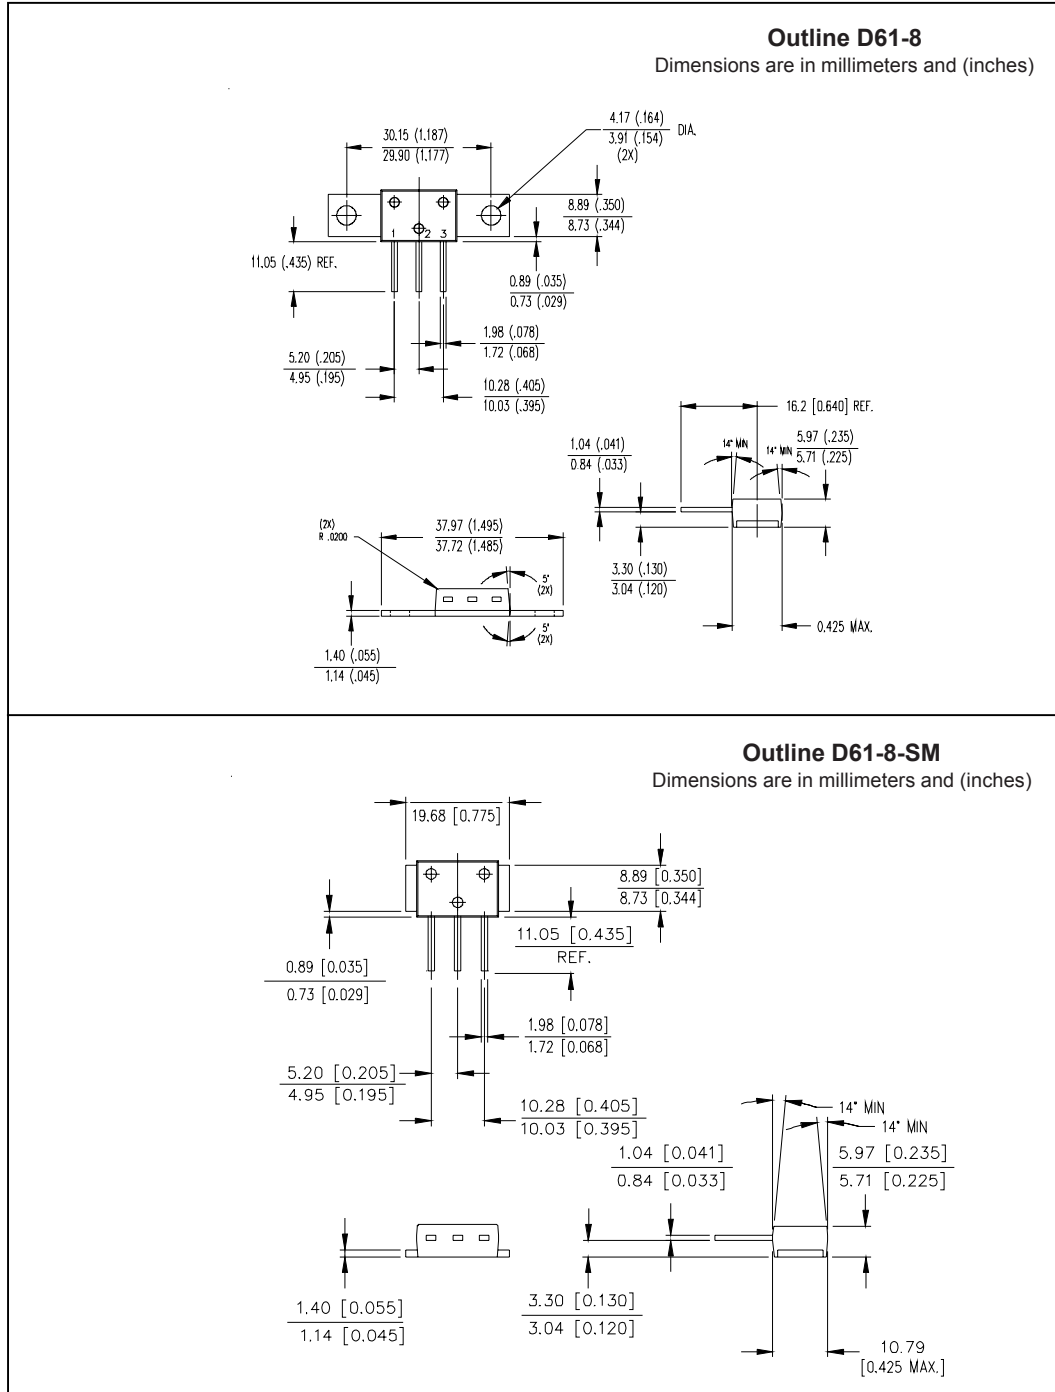 Outline D61-8
Dimensions are in millimeters and (inches)
4.17 (.164)
3.91 (.154)
DIA.
(2X)
30.15 (1.187)
29.90 (1.177)
8.89 (.350)
8.73 (.344)
1 2 3
11.05 (.435) REF.
0.89 (.035)
0.73 (.029)
1.98 (.078)
1.72 (.068)
5.20 (.205)
4.95 (.195)
10.28 (.405)
10.03 (.395)
16.2 [0.640] REF.
1.04 (.041)
0.84 (.033)
14° MIN
14° MIN
5.97 (.235)
5.71 (.225)
(2X)
R .0200
37.97 (1.495)
37.72 (1.485)
5°
(2X)
3.30 (.130)
3.04 (.120)
5°
(2X)
0.425 MAX.
1.40 (.055)
1.14 (.045)
Outline D61-8-SM
Dimensions are in millimeters and (inches)
19.68 [0.775]
8.89 [0.350]
8.73 [0.344]
11.05 [0.435]
REF.
0.89 [0.035]
0.73 [0.029]
1.98 [0.078]
1.72 [0.068]
5.20 [0.205]
4.95 [0.195]
10.28 [0.405]
10.03 [0.395]
14° MIN
14° MIN
1.04 [0.041]
0.84 [0.033]
5.97 [0.235]
5.71 [0.225]
1.40 [0.055]
1.14 [0.045]
3.30 [0.130]
3.04 [0.120]
10.79
[0.425 MAX.]